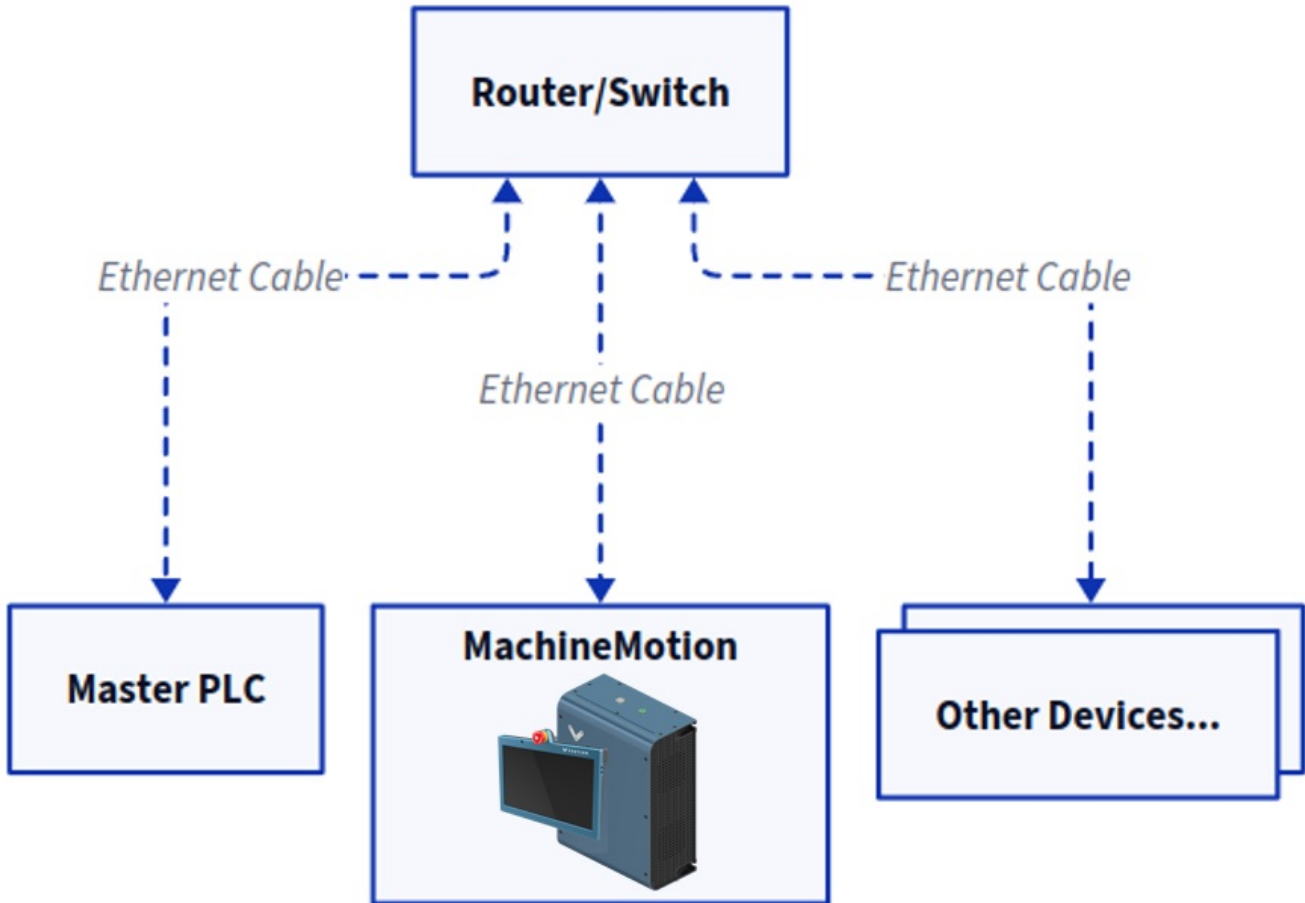 Router/Switch
Ethernet Cable
Ethernet Cable
Ethernet Cable
Master PLC
MachineMotion
Other Devices...